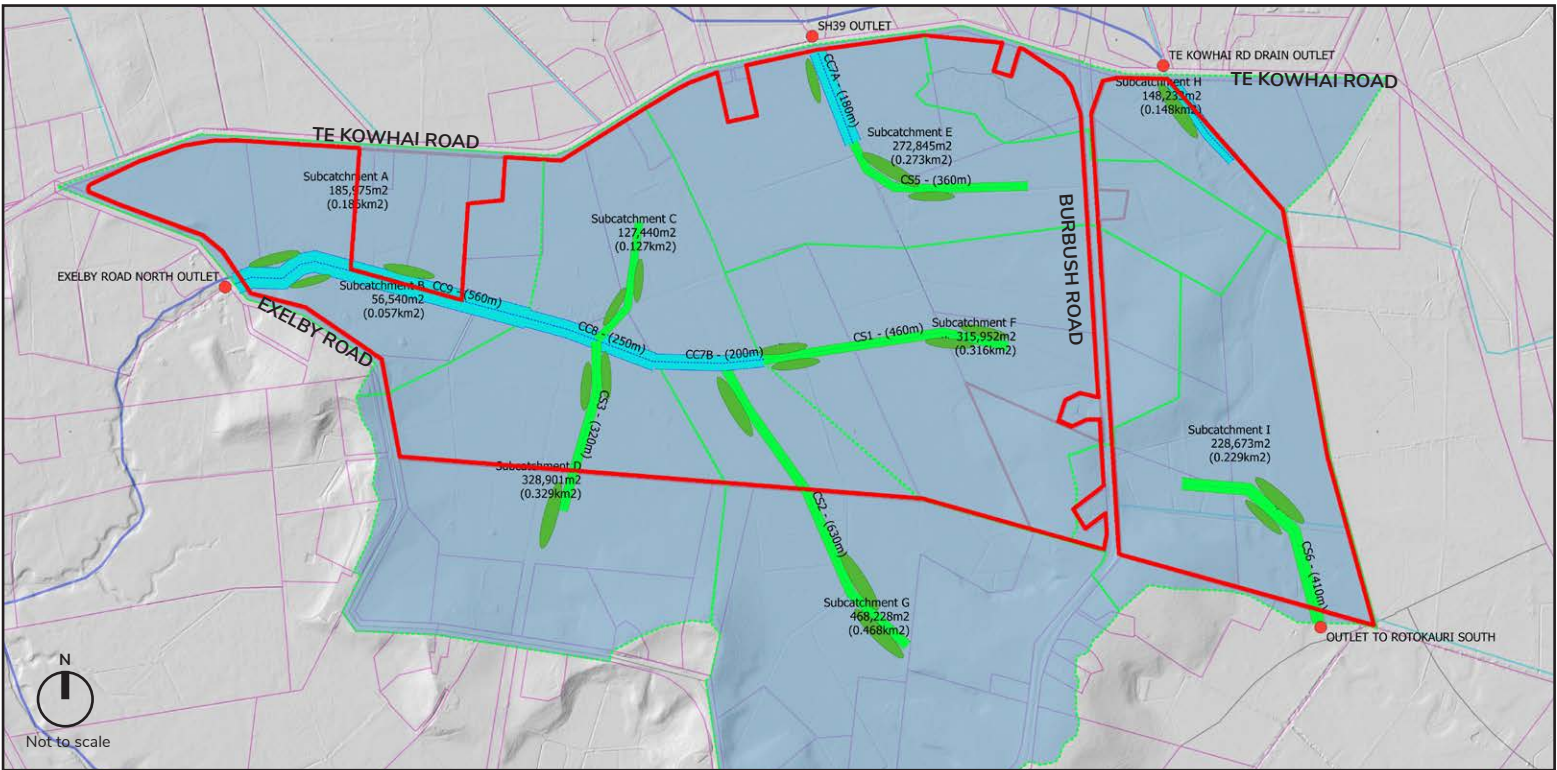 SH39 OUTLET
TE KOWHAI RD DRAIN OUTLET
TE KOWHAI ROAD
Subcatchment H
148,233m2
(0.148km2)
CC7A - (180m)
TE KOWHAI ROAD
Subcatchment E
272,845m2
(0.273km2)
CS5 - (360m)
Subcatchment A
185,975m2
(0.186km2)
BURBUSH ROAD
Subcatchment C
127,440m2
(0.127km2)
EXELBY ROAD NORTH OUTLET
Subcatchment B
56,540m2
(0.057km2)
CC9 - (560m)
EXELBY ROAD
CC8 - (250m)
CC7B - (200m)
CS1 - (460m)
Subcatchment F
315,952m2
(0.316km2)
CS3 - (320m)
Subcatchment D
328,901m2
(0.329km2)
CS2 - (630m)
Subcatchment I
228,673m2
(0.229km2)
CS6 - (410m)
Subcatchment G
468,228m2
(0.468km2)
OUTLET TO ROTOKAURI SOUTH
N
Not to scale